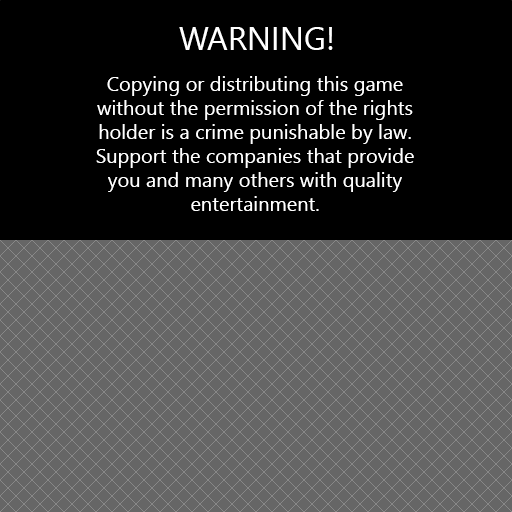 WARNING!
Copying or distributing this game
without the permission of the rights
holder is a crime punishable by law.
Support the companies that provide
you and many others with quality
entertainment.